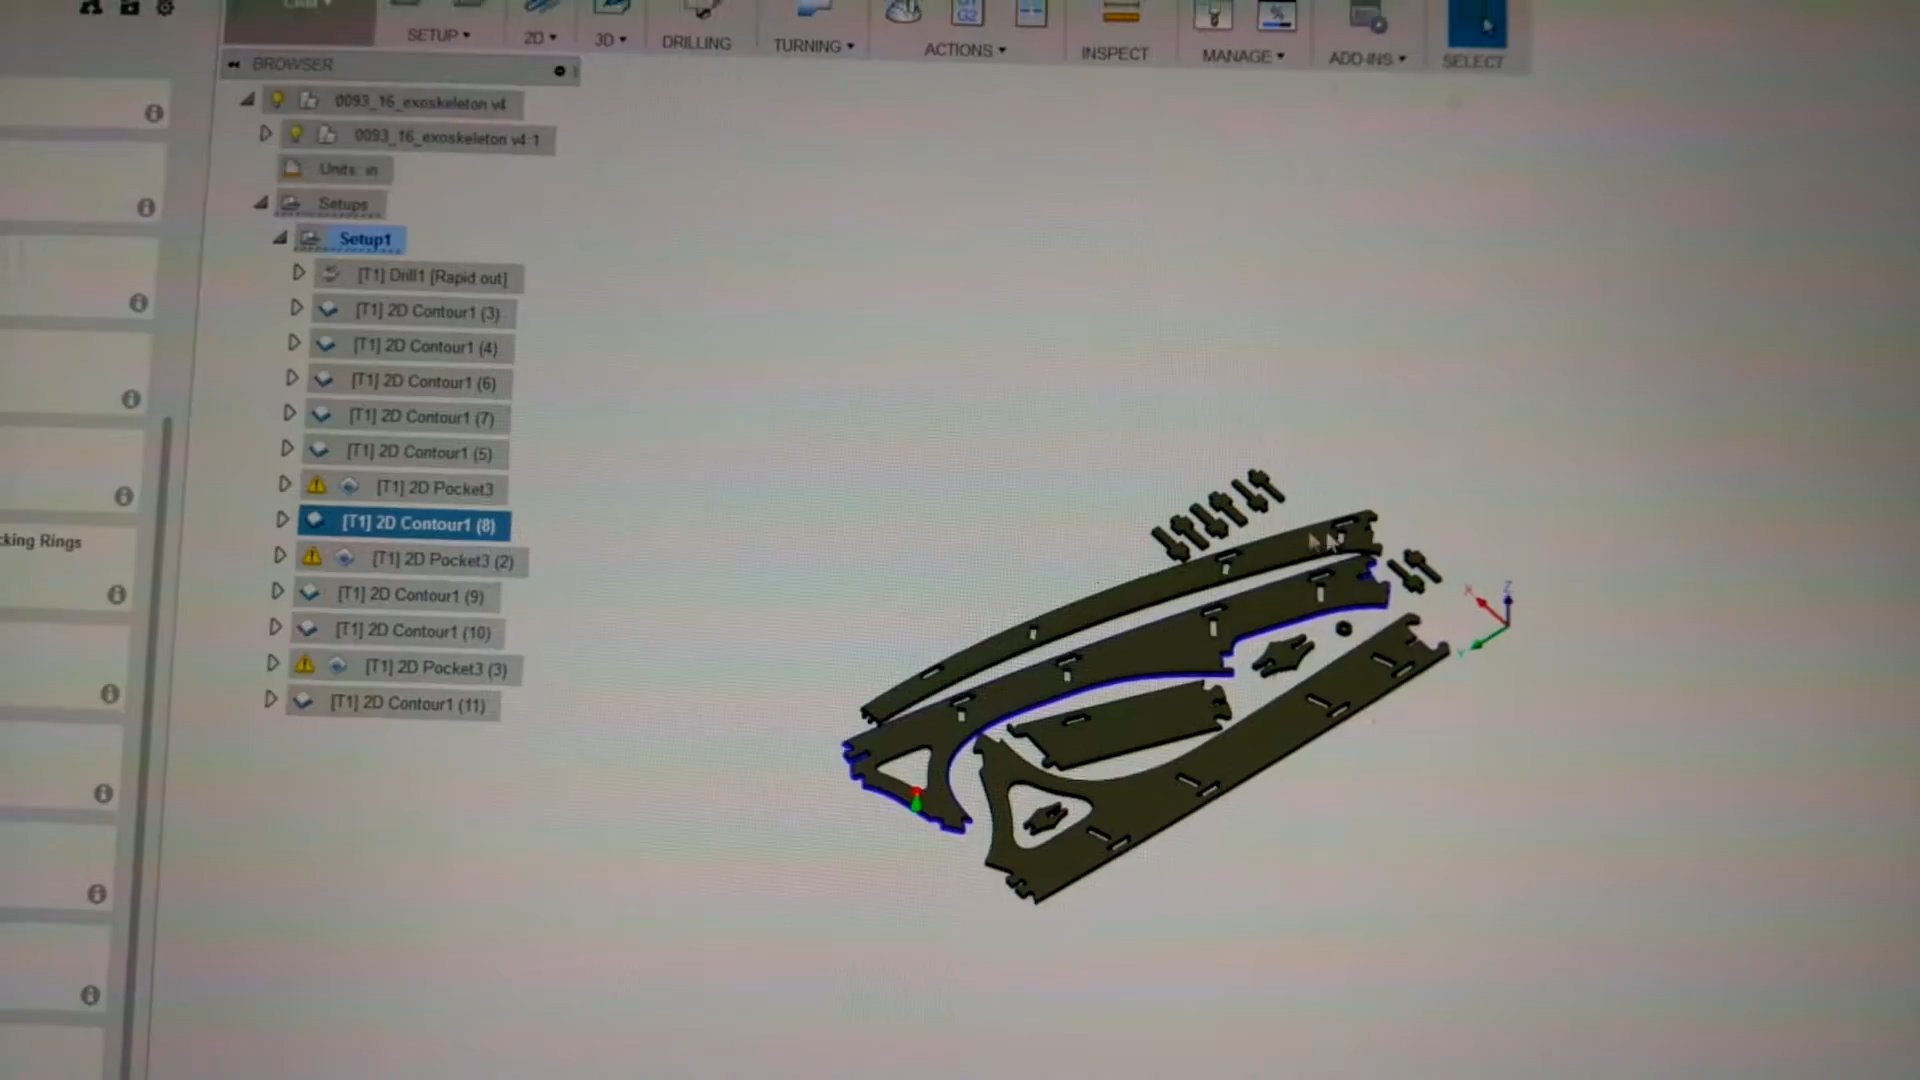 SETUP
2D
3D
DRILLING
TURNING
ACTIONS
INSPECT
MANAGE
ADD-INS
SELECT
G2
BROWSER
0093_16_exoskeleton v4
0093_16_exoskeleton v4:1
Units: in
Setups
Setup1
[T1] Drill1 [Rapid out]
[T1] 2D Contour1 (3)
[T1] 2D Contour1 (4)
[T1] 2D Contour1 (6)
[T1] 2D Contour1 (7)
[T1] 2D Contour1 (5)
[T1] 2D Pocket3
[T1] 2D Contour1 (8)
[T1] 2D Pocket3 (2)
[T1] 2D Contour1 (9)
[T1] 2D Contour1 (10)
[T1] 2D Pocket3 (3)
[T1] 2D Contour1 (11)
cking Rings
X
Y
Z